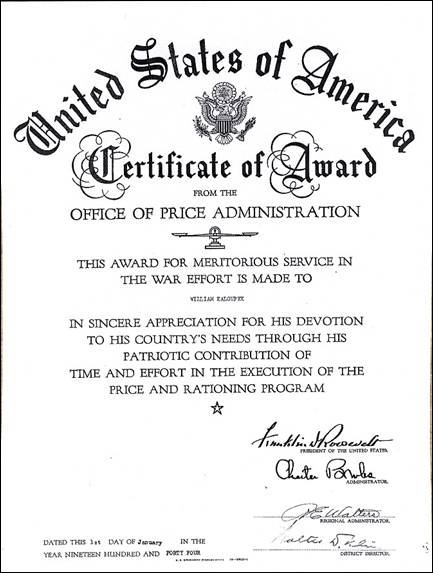 United States of America
Certificate of Award
FROM THE
OFFICE OF PRICE ADMINISTRATION
THIS AWARD FOR MERITORIOUS SERVICE IN
THE WAR EFFORT IS MADE TO
WILLIAM KALOUPEK
IN SINCERE APPRECIATION FOR HIS DEVOTION
TO HIS COUNTRY'S NEEDS THROUGH HIS
PATRIOTIC CONTRIBUTION OF
TIME AND EFFORT IN THE EXECUTION OF THE
PRICE AND RATIONING PROGRAM
Franklin D Roosevelt
PRESIDENT OF THE UNITED STATES.
Chester Bowles
ADMINISTRATOR.
Walters
REGIONAL ADMINISTRATOR.
Walter D.
DISTRICT DIRECTOR.
DATED THIS 1st DAY OF January IN THE
YEAR NINETEEN HUNDRED AND FORTY FOUR